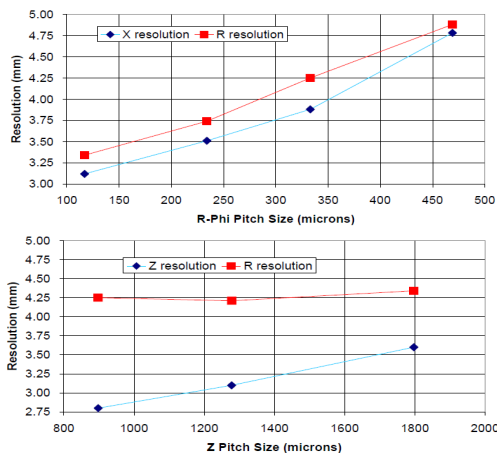 5.00
X resolution R resolution
4.75
4.50
4.25
4.00
3.75
3.50
3.25
3.00
Resolution (mm)
100 150 200 250 300 350 400 450 500
R-Phi Pitch Size (microns)
5.00
Z resolution R resolution
4.75
4.50
4.25
4.00
3.75
3.50
3.25
3.00
2.75
Resolution (mm)
800 1000 1200 1400 1600 1800 2000
Z Pitch Size (microns)